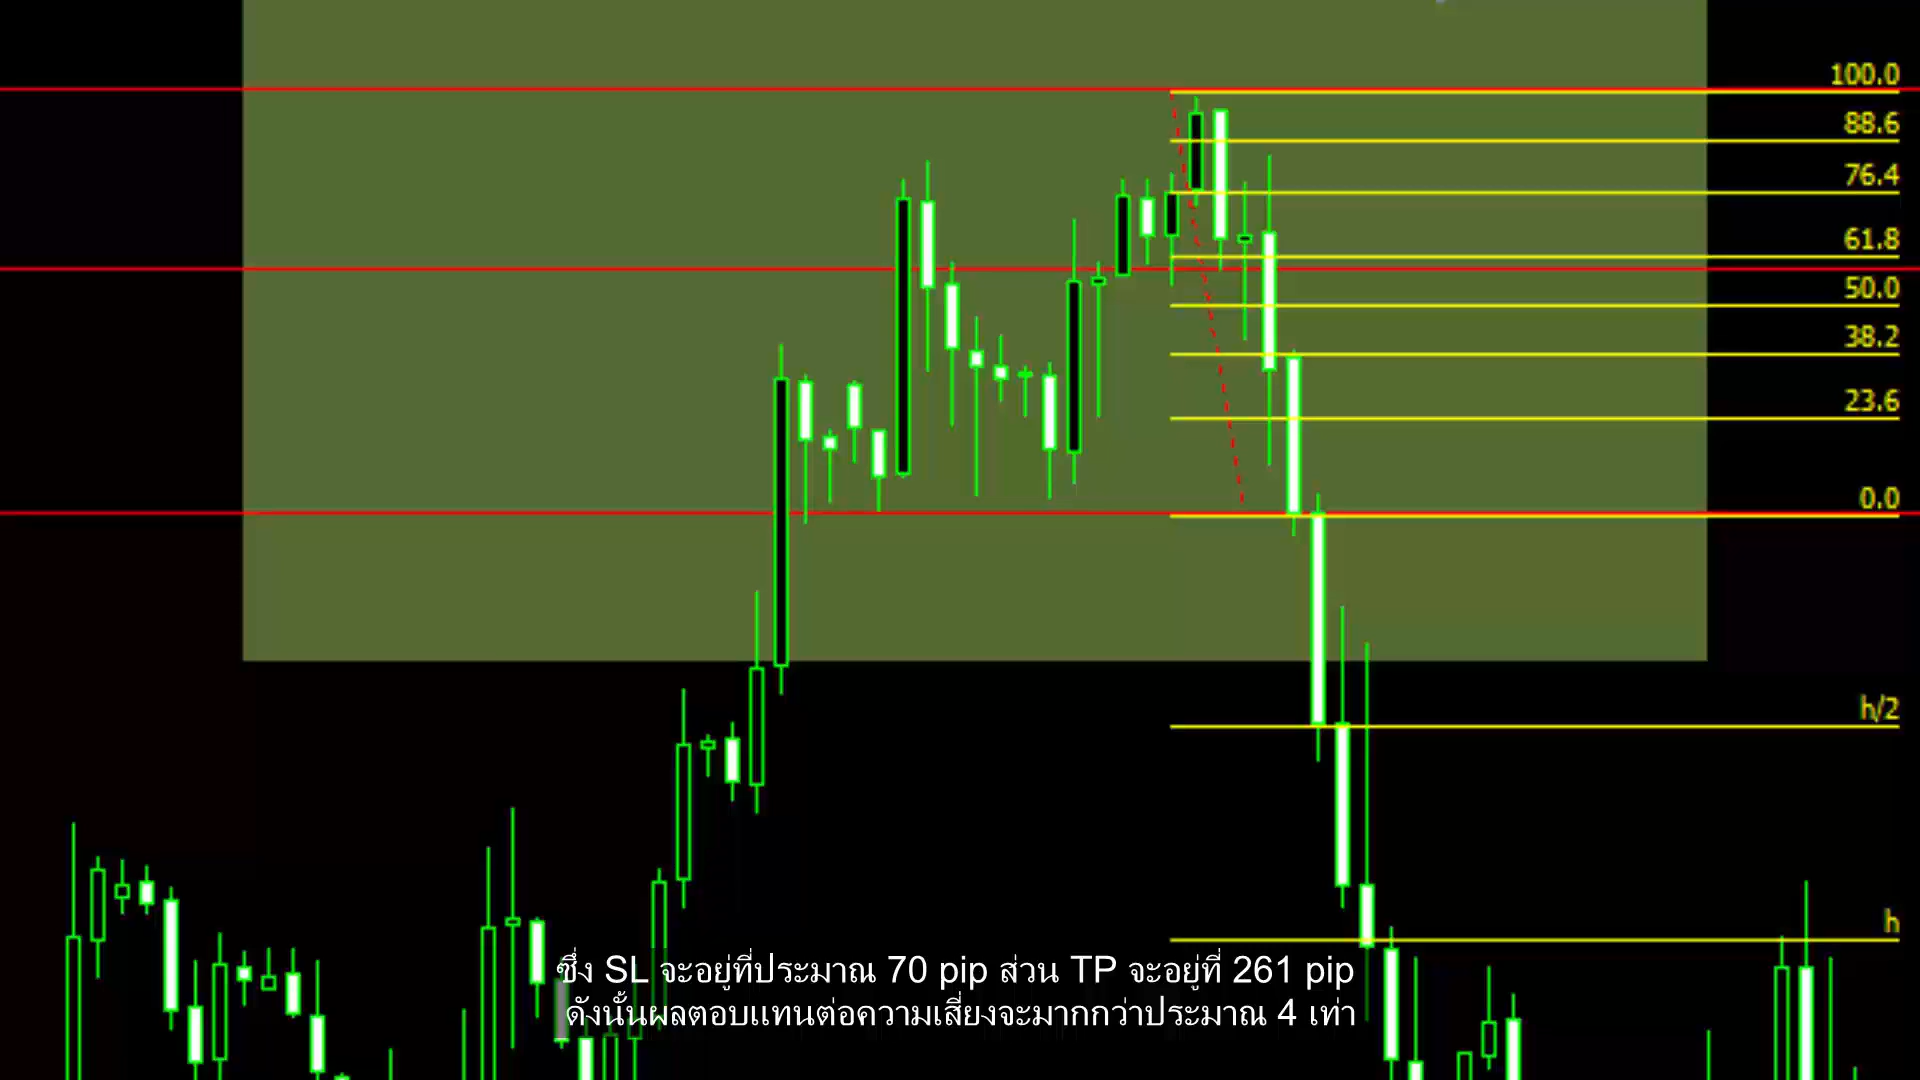 100.0
88.6
76.4
61.8
50.0
38.2
23.6
0.0
h/2
h
ซึ่ง SL จะอยู่ที่ประมาณ 70 pip ส่วน TP จะอยู่ที่ 261 pip
ดังนั้นผลตอบแทนต่อความเสี่ยงจะมากกว่าประมาณ 4 เท่า